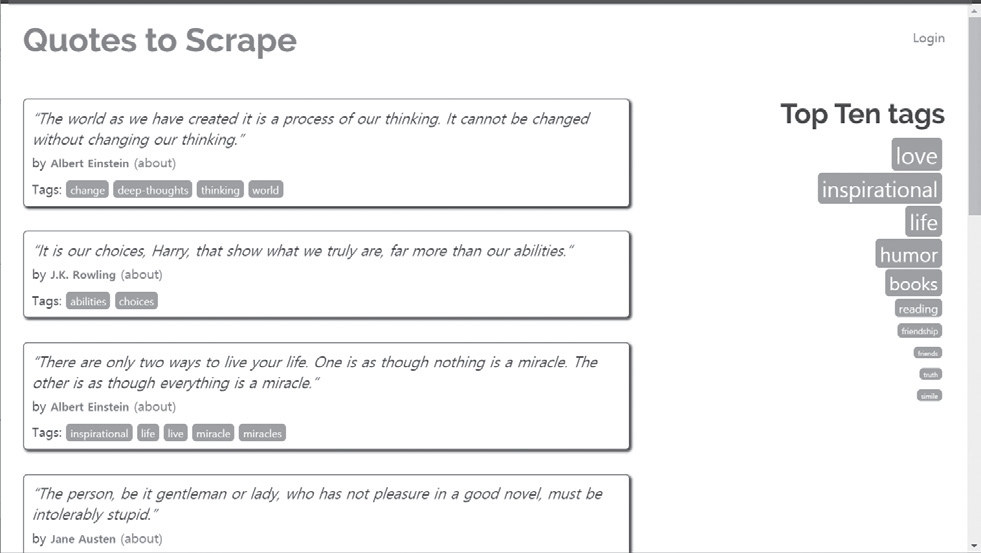 Quotes to Scrape
Login
“The world as we have created it is a process of our thinking. It cannot be changed
without changing our thinking.”
by Albert Einstein (about)
Tags: change deep-thoughts thinking world
“It is our choices, Harry, that show what we truly are, far more than our abilities.”
by J.K. Rowling (about)
Tags: abilities choices
“There are only two ways to live your life. One is as though nothing is a miracle. The
other is as though everything is a miracle.”
by Albert Einstein (about)
Tags: inspirational life live miracle miracles
“The person, be it gentleman or lady, who has not pleasure in a good novel, must be
intolerably stupid.”
by Jane Austen (about)
Top Ten tags
love
inspirational
life
humor
books
reading
friendship
friends
truth
simile